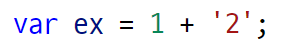 var ex = 1 + '2';